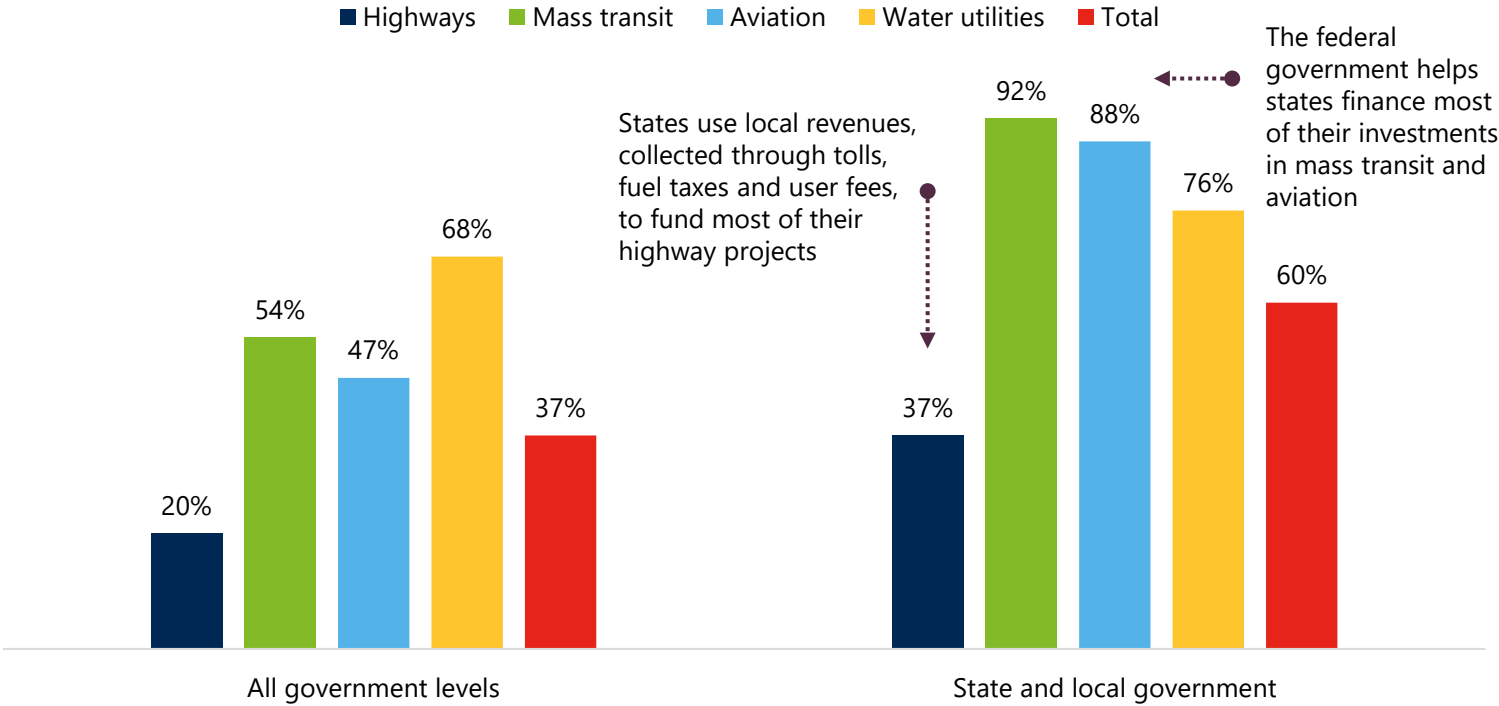 Highways Mass transit Aviation Water utilities Total
The federal
government helps
states finance most
of their investments
in mass transit and
aviation
States use local revenues,
collected through tolls,
fuel taxes and user fees,
to fund most of their
highway projects
20%
54%
47%
68%
37%
37%
92%
88%
76%
60%
All government levels
State and local government